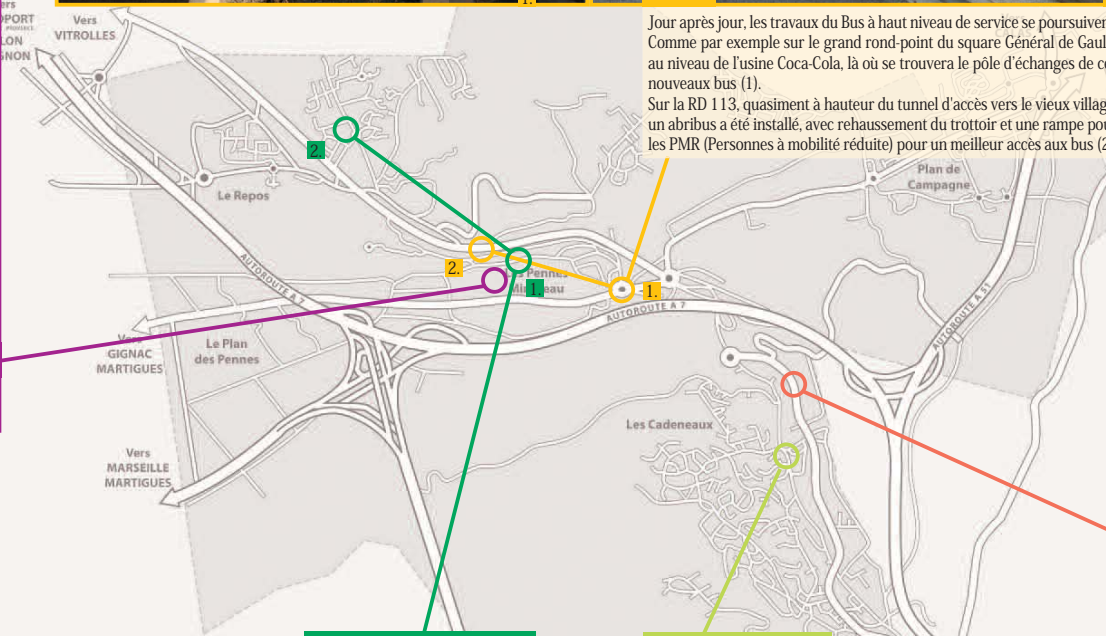 1.
Vers
VITROLLES
Jour après jour, les travaux du Bus à haut niveau de service se
Comme par exemple sur le grand rond-point du square Général de
au niveau de l'usine Coca-Cola, là où se trouvera le pôle d'échanges de
nouveaux bus (1).
Sur la RD 113, quasiment à hauteur du tunnel d'accès vers le vieux
un abribus a été installé, avec rehaussement du trottoir et une rampe
les PMR (Personnes à mobilité réduite) pour un meilleur accès aux bus
2.
Le Repos
Plan de
Campagne
AUTOROUTE A 7
2.
1.
1.
AUTOROUTE A 7
AUTOROUTE A 51
Vers
GIGNAC
MARTIGUES
Le Plan
des Pennes
Les Cadeneaux
Vers
MARSEILLE
MARTIGUES